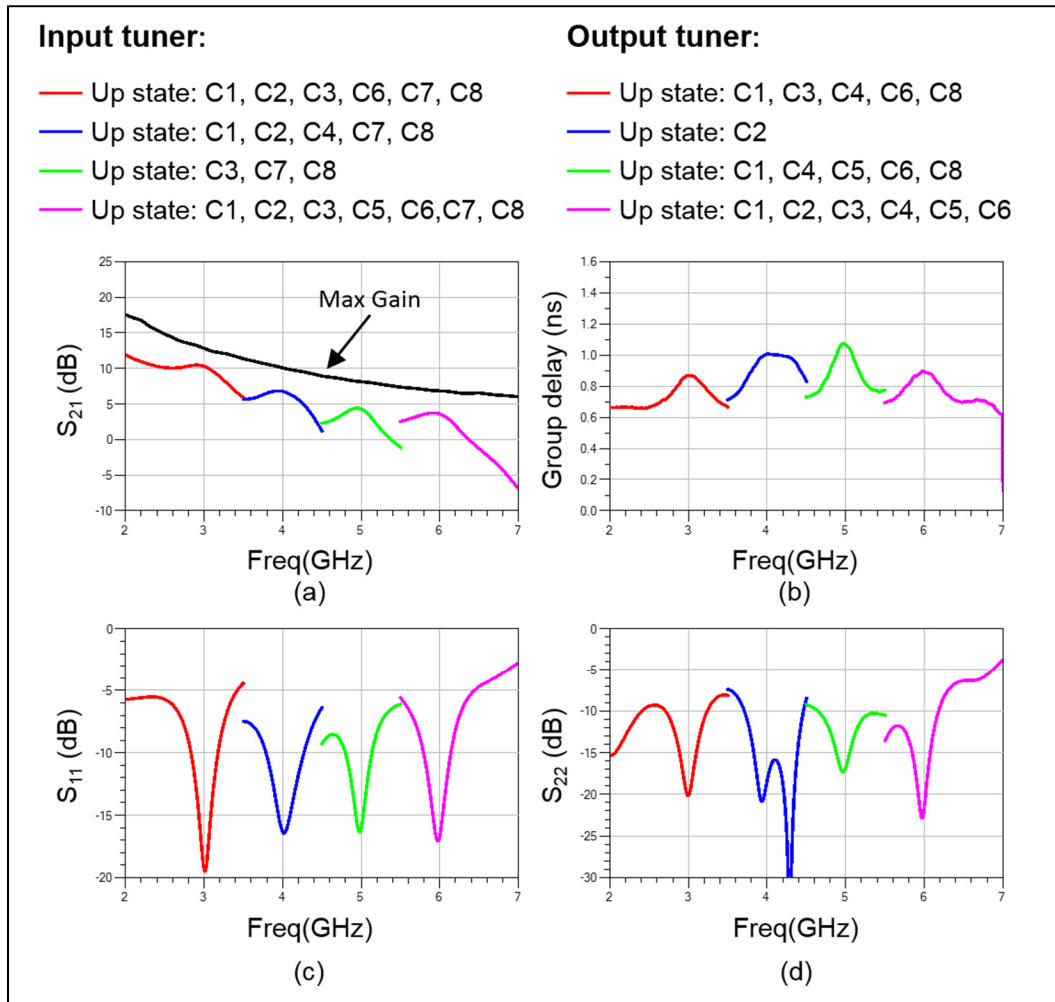 Input tuner:
Up state: C1, C2, C3, C6, C7, C8
Up state: C1, C2, C4, C7, C8
Up state: C3, C7, C8
Up state: C1, C2, C3, C5, C6,C7, C8
Output tuner:
Up state: C1, C3, C4, C6, C8
Up state: C2
Up state: C1, C4, C5, C6, C8
Up state: C1, C2, C3, C4, C5, C6
S21 (dB)
25
20
15
10
5
0
-5
-10
Max Gain
2 3 4 5 6 7
Freq(GHz)
(a)
Group delay (ns)
1.6
1.4
1.2
1.0
0.8
0.6
0.4
0.2
0.0
2 3 4 5 6 7
Freq(GHz)
(b)
S11 (dB)
0
-5
-10
-15
-20
2 3 4 5 6 7
Freq(GHz)
(c)
S22 (dB)
0
-5
-10
-15
-20
-25
-30
2 3 4 5 6 7
Freq(GHz)
(d)